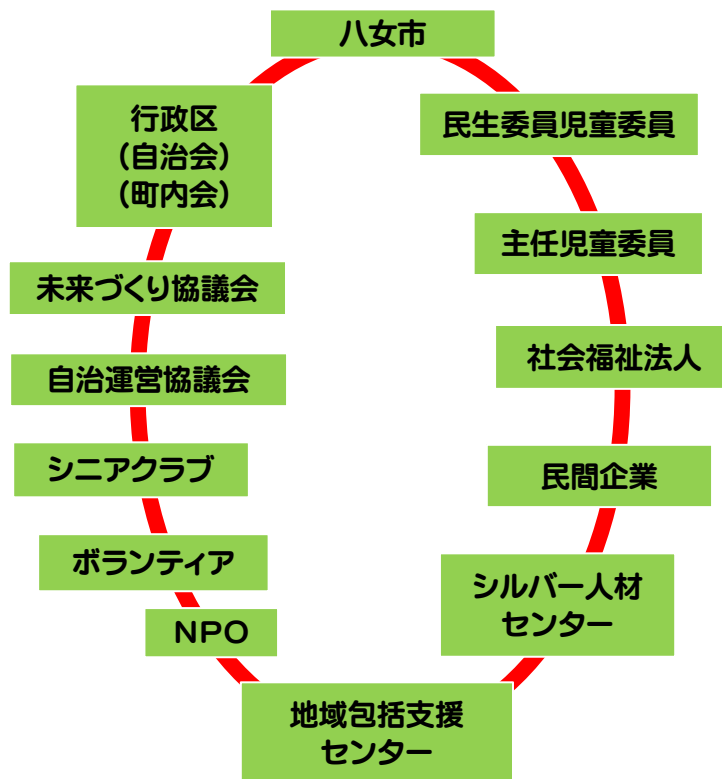 八女市
行政区
（自治会）
（町内会）
民生委員児童委員
主任児童委員
未来づくり協議会
社会福祉法人
自治運営協議会
シニアクラブ
民間企業
ボランティア
シルバー人材
センター
NPO
地域包括支援
センター